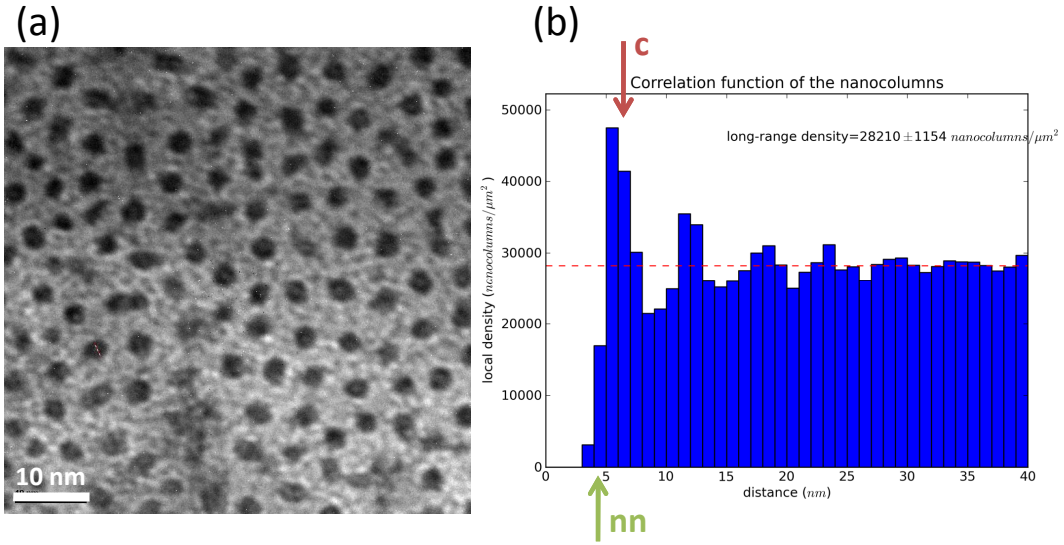 (a)
10 nm
(b)
c
Correlation function of the nanocolumns
long-range density=28210 ±1154 nanocolumns/μm²
local density (nanocolumns/μm²)
50000
40000
30000
20000
10000
0
0 5 10 15 20 25 30 35 40
distance (nm)
nn